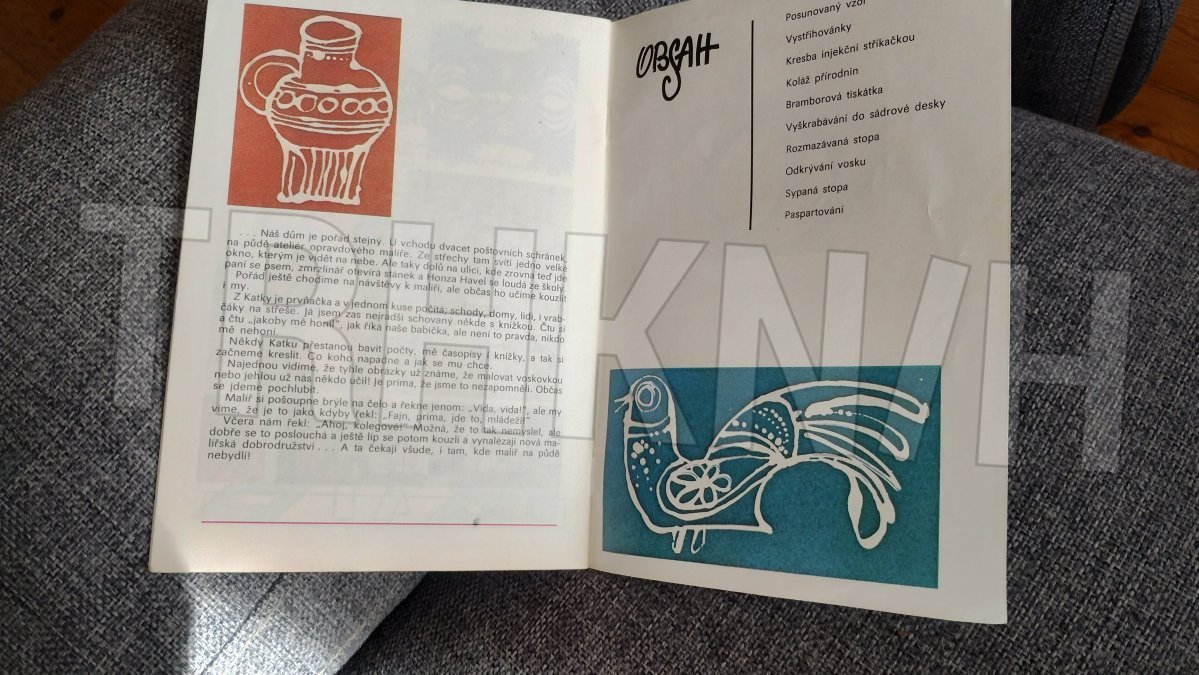 . . . Náš dům je pořád stejný. U vchodu dvacet poštovních schránek,
na půdě ateliér opravdového malíře. Ze střechy tam svítí jedno velké
okno, kterým je vidět na nebe. Ale taky dolů na ulici, kde zrovna teď jde
paní se psem, zmrzlinář otevírá stánek a Honza Havel se loudá ze školy.
Pořád ještě chodíme na návštěvy k malíři, ale občas ho učíme kouzlit
i my.
Z Katky je prvňačka a v jednom kuse počítá; schody, domy, lidi, i vrab-
čáky na střeše. Já jsem zas nejradši schovaný někde s knížkou. Čtu si
a čtu „jakoby mě honil“, jak říká naše babička, ale není to pravda, nikdo
mě nehoní.
Někdy Katku přestanou bavit počty, mě časopisy i knížky, a tak si
začneme kreslit. Co koho napadne a jak se mu chce.
Najednou vidíme, že tyhle obrázky už známe, že malovat voskovkou
nebo jehlou už nás někdo učil! Je prima, že jsme to nezapomněli. Občas
se jdeme pochlubit.
Malíř si pošoupne brýle na čelo a řekne jenom: „Vida, vida!“, ale my
víme, že je to jako kdyby řekl: „Fajn, prima, jde to, mládeži!“
Včera nám řekl: „Ahoj, kolegové!“ Možná, že to tak nemyslel, ale
dobře se to poslouchá a ještě líp se potom kouzlí a vynalézají nová ma-
lířská dobrodružství . . . A ta čekají všude, i tam, kde malíř na půdě
nebydlí!
OBSAH
Posunovaný vzor
Vystřihovánky
Kresba injekční stříkačkou
Koláž přírodnin
Bramborová tiskátka
Vyškrabávání do sádrové desky
Rozmazávaná stopa
Odkrývání vosku
Sypaná stopa
Paspartování